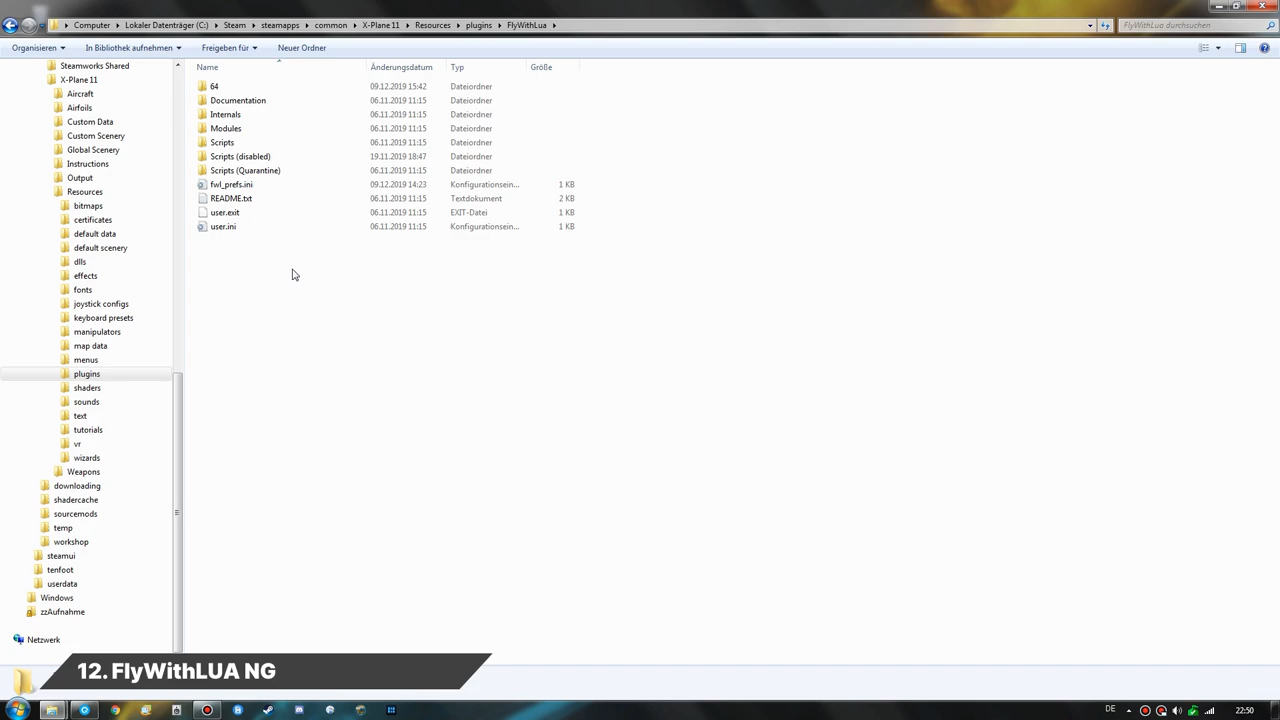 Computer Lokaler Datenträger (C:) Steam steamapps common X-Plane 11 Resources plugins FlyWithLua FlyWithLua durchsuchen
Organisieren In Bibliothek aufnehmen Freigeben für Neuer Ordner
Steamworks Shared
X-Plane 11
Aircraft
Airfoils
Custom Data
Custom Scenery
Global Scenery
Instructions
Output
Resources
bitmaps
certificates
default data
default scenery
dlls
effects
fonts
joystick configs
keyboard presets
manipulators
map data
menus
plugins
shaders
sounds
text
tutorials
vr
wizards
Weapons
downloading
shadercache
sourcemods
temp
workshop
steamui
tenfoot
userdata
Windows
zzAufnahme
Netzwerk
Name Änderungsdatum Typ Größe
64 09.12.2019 15:42 Dateiordner
Documentation 06.11.2019 11:15 Dateiordner
Internals 06.11.2019 11:15 Dateiordner
Modules 06.11.2019 11:15 Dateiordner
Scripts 06.11.2019 11:15 Dateiordner
Scripts (disabled) 19.11.2019 18:47 Dateiordner
Scripts (Quarantine) 06.11.2019 11:15 Dateiordner
fwl_prefs.ini 09.12.2019 14:23 Konfigurationsein... 1 KB
README.txt 06.11.2019 11:15 Textdokument 2 KB
user.exit 06.11.2019 11:15 EXIT-Datei 1 KB
user.ini 06.11.2019 11:15 Konfigurationsein... 1 KB
12. FlyWithLUA NG
DE 22:50